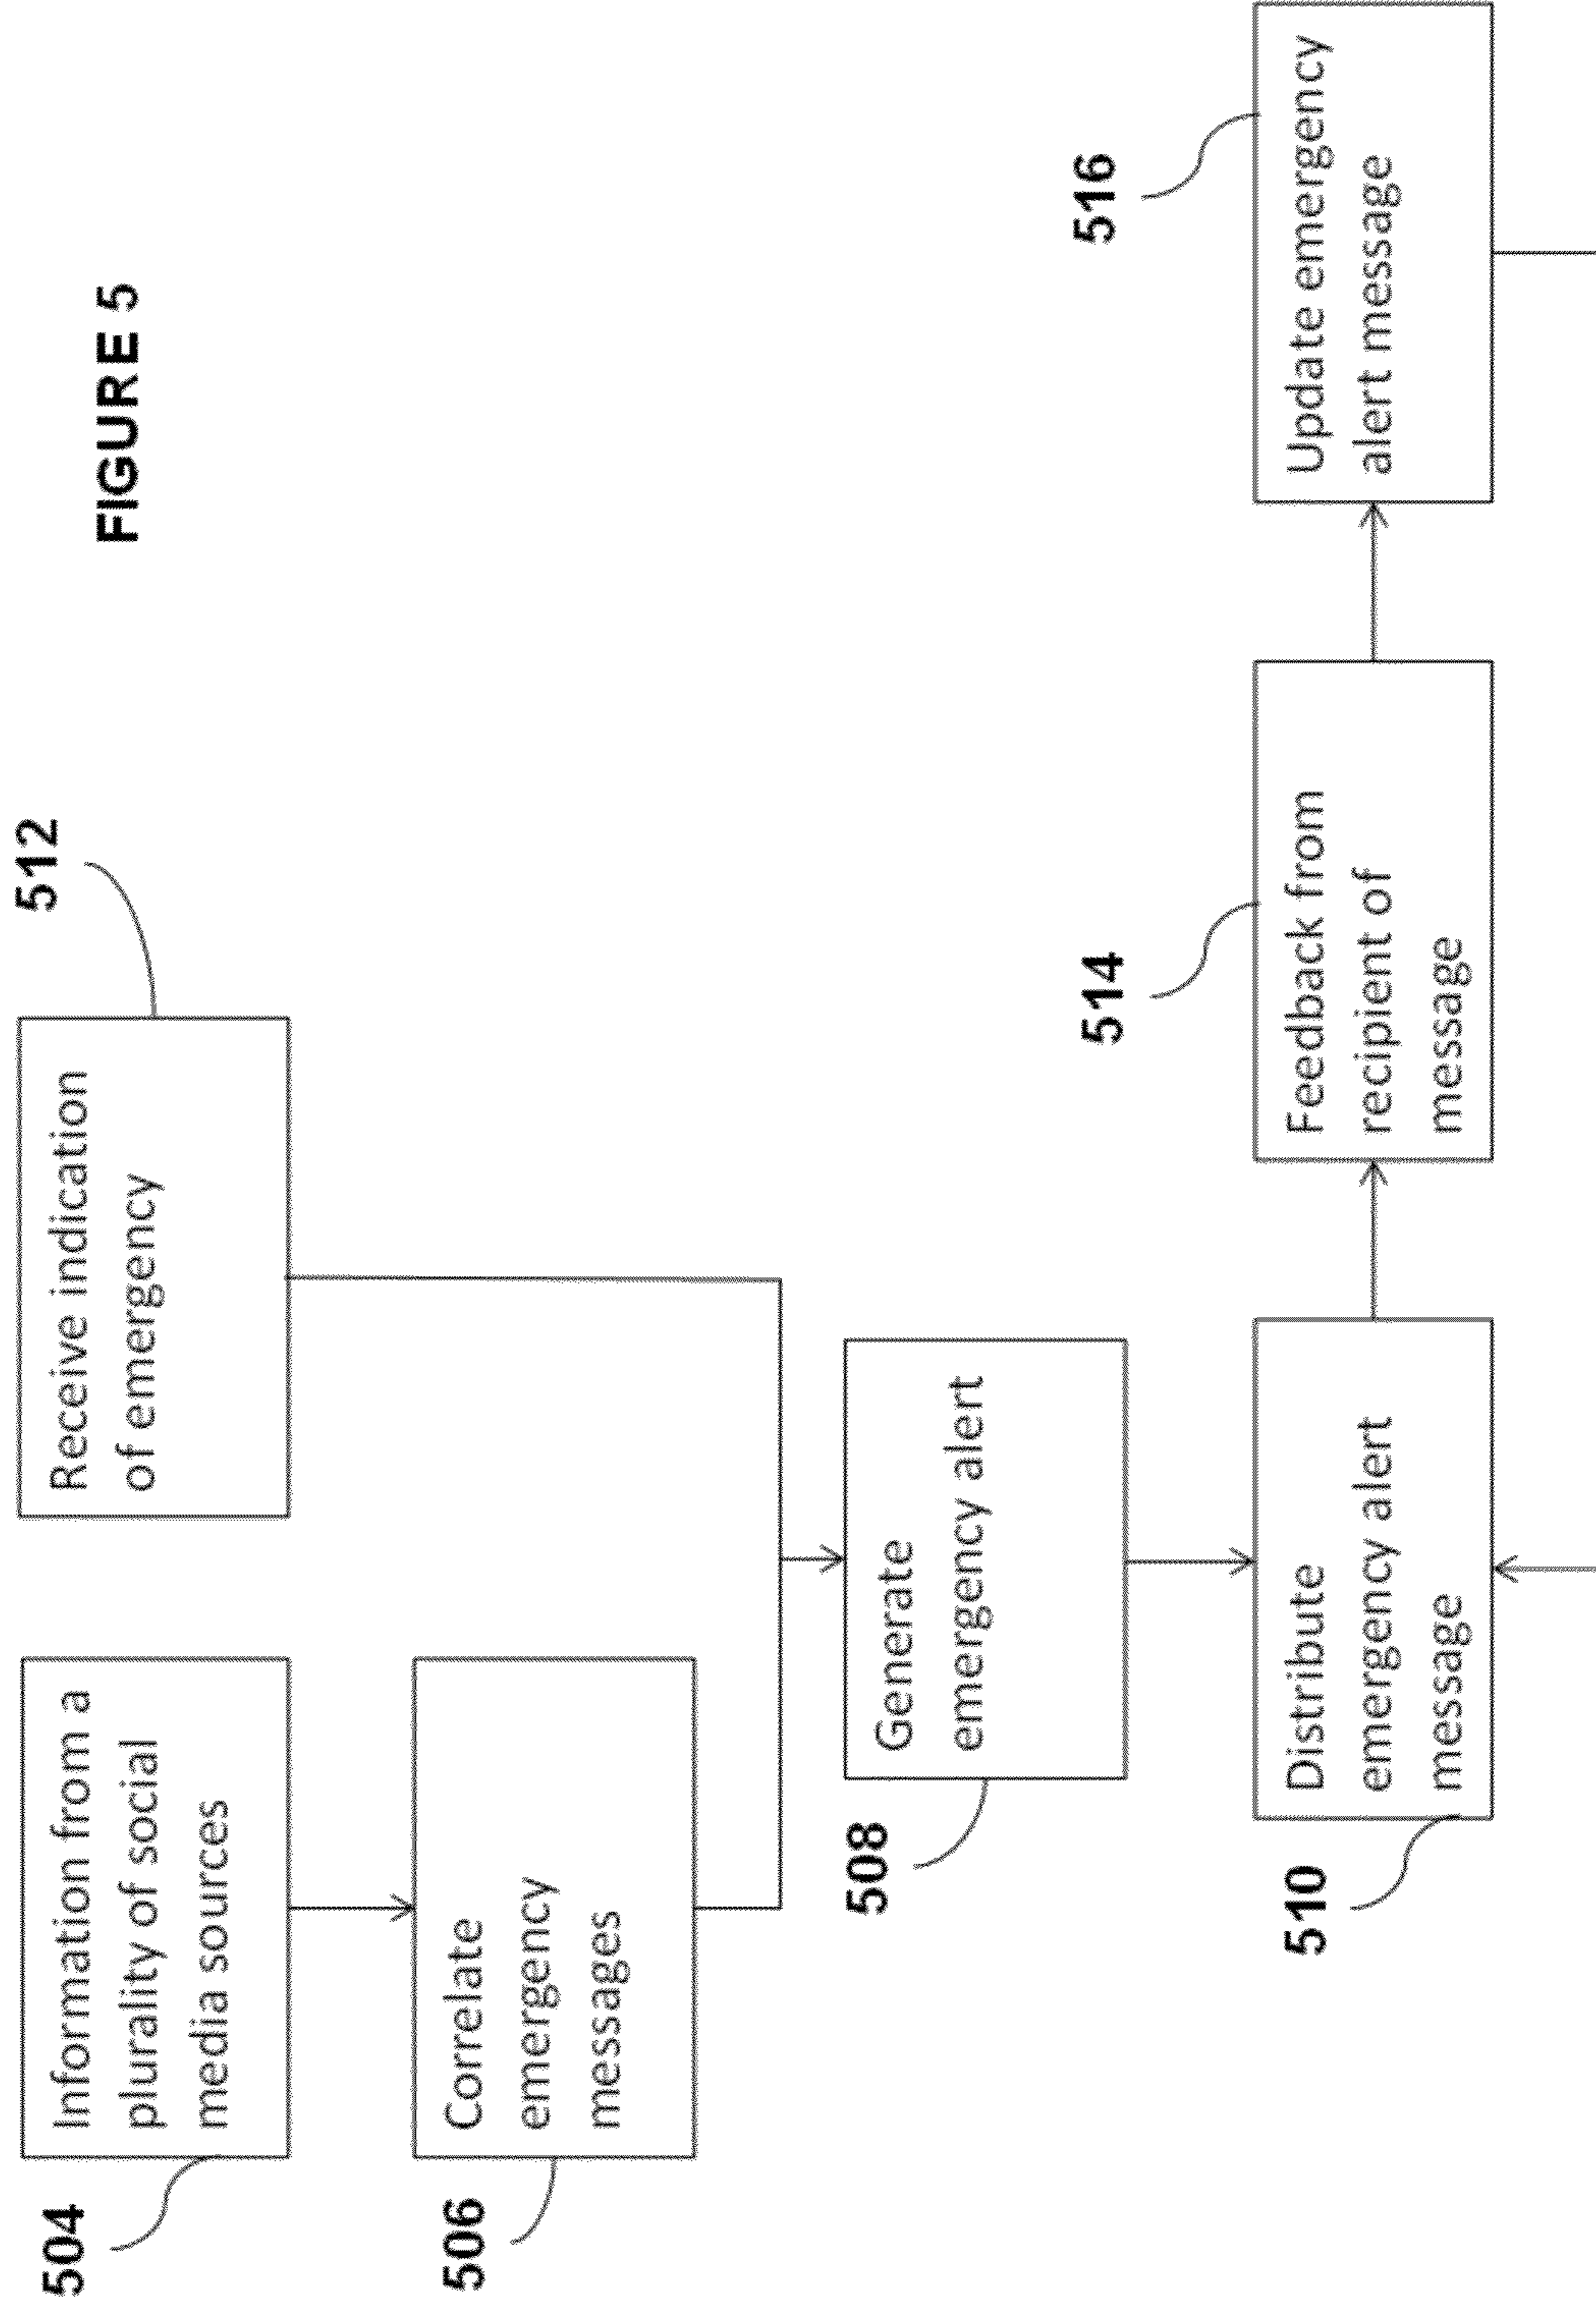 FIGURE 5
504
Information from a
plurality of social
media sources
512
Receive indication
of emergency
506
Correlate
emergency
messages
508
Generate
emergency alert
510
Distribute
emergency alert
message
514
Feedback from
recipient of
message
516
Update emergency
alert message